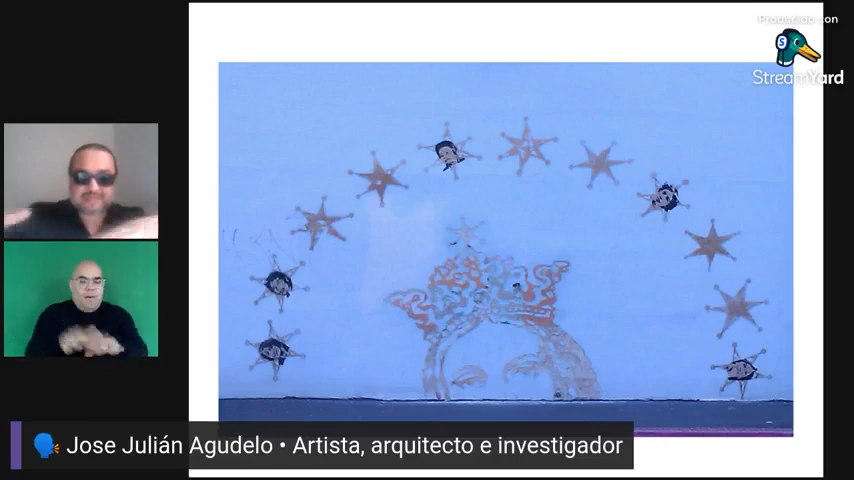 Producido con
StreamYard
Jose Julián Agudelo • Artista, arquitecto e investigador